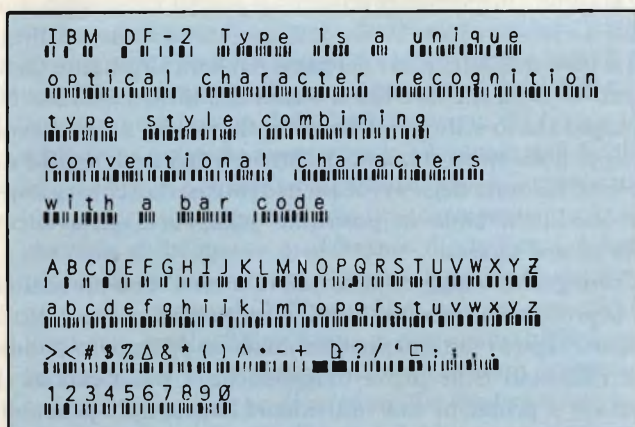 IBM DF-2 Type is a unique
optical character recognition
type style combining
conventional characters
with a bar code
ABCDEFGHIJKLMNOPQRSTUVWXYZ
abcdefghijklmnopqrstuvwxyz
><#$%Δ&
1234567890